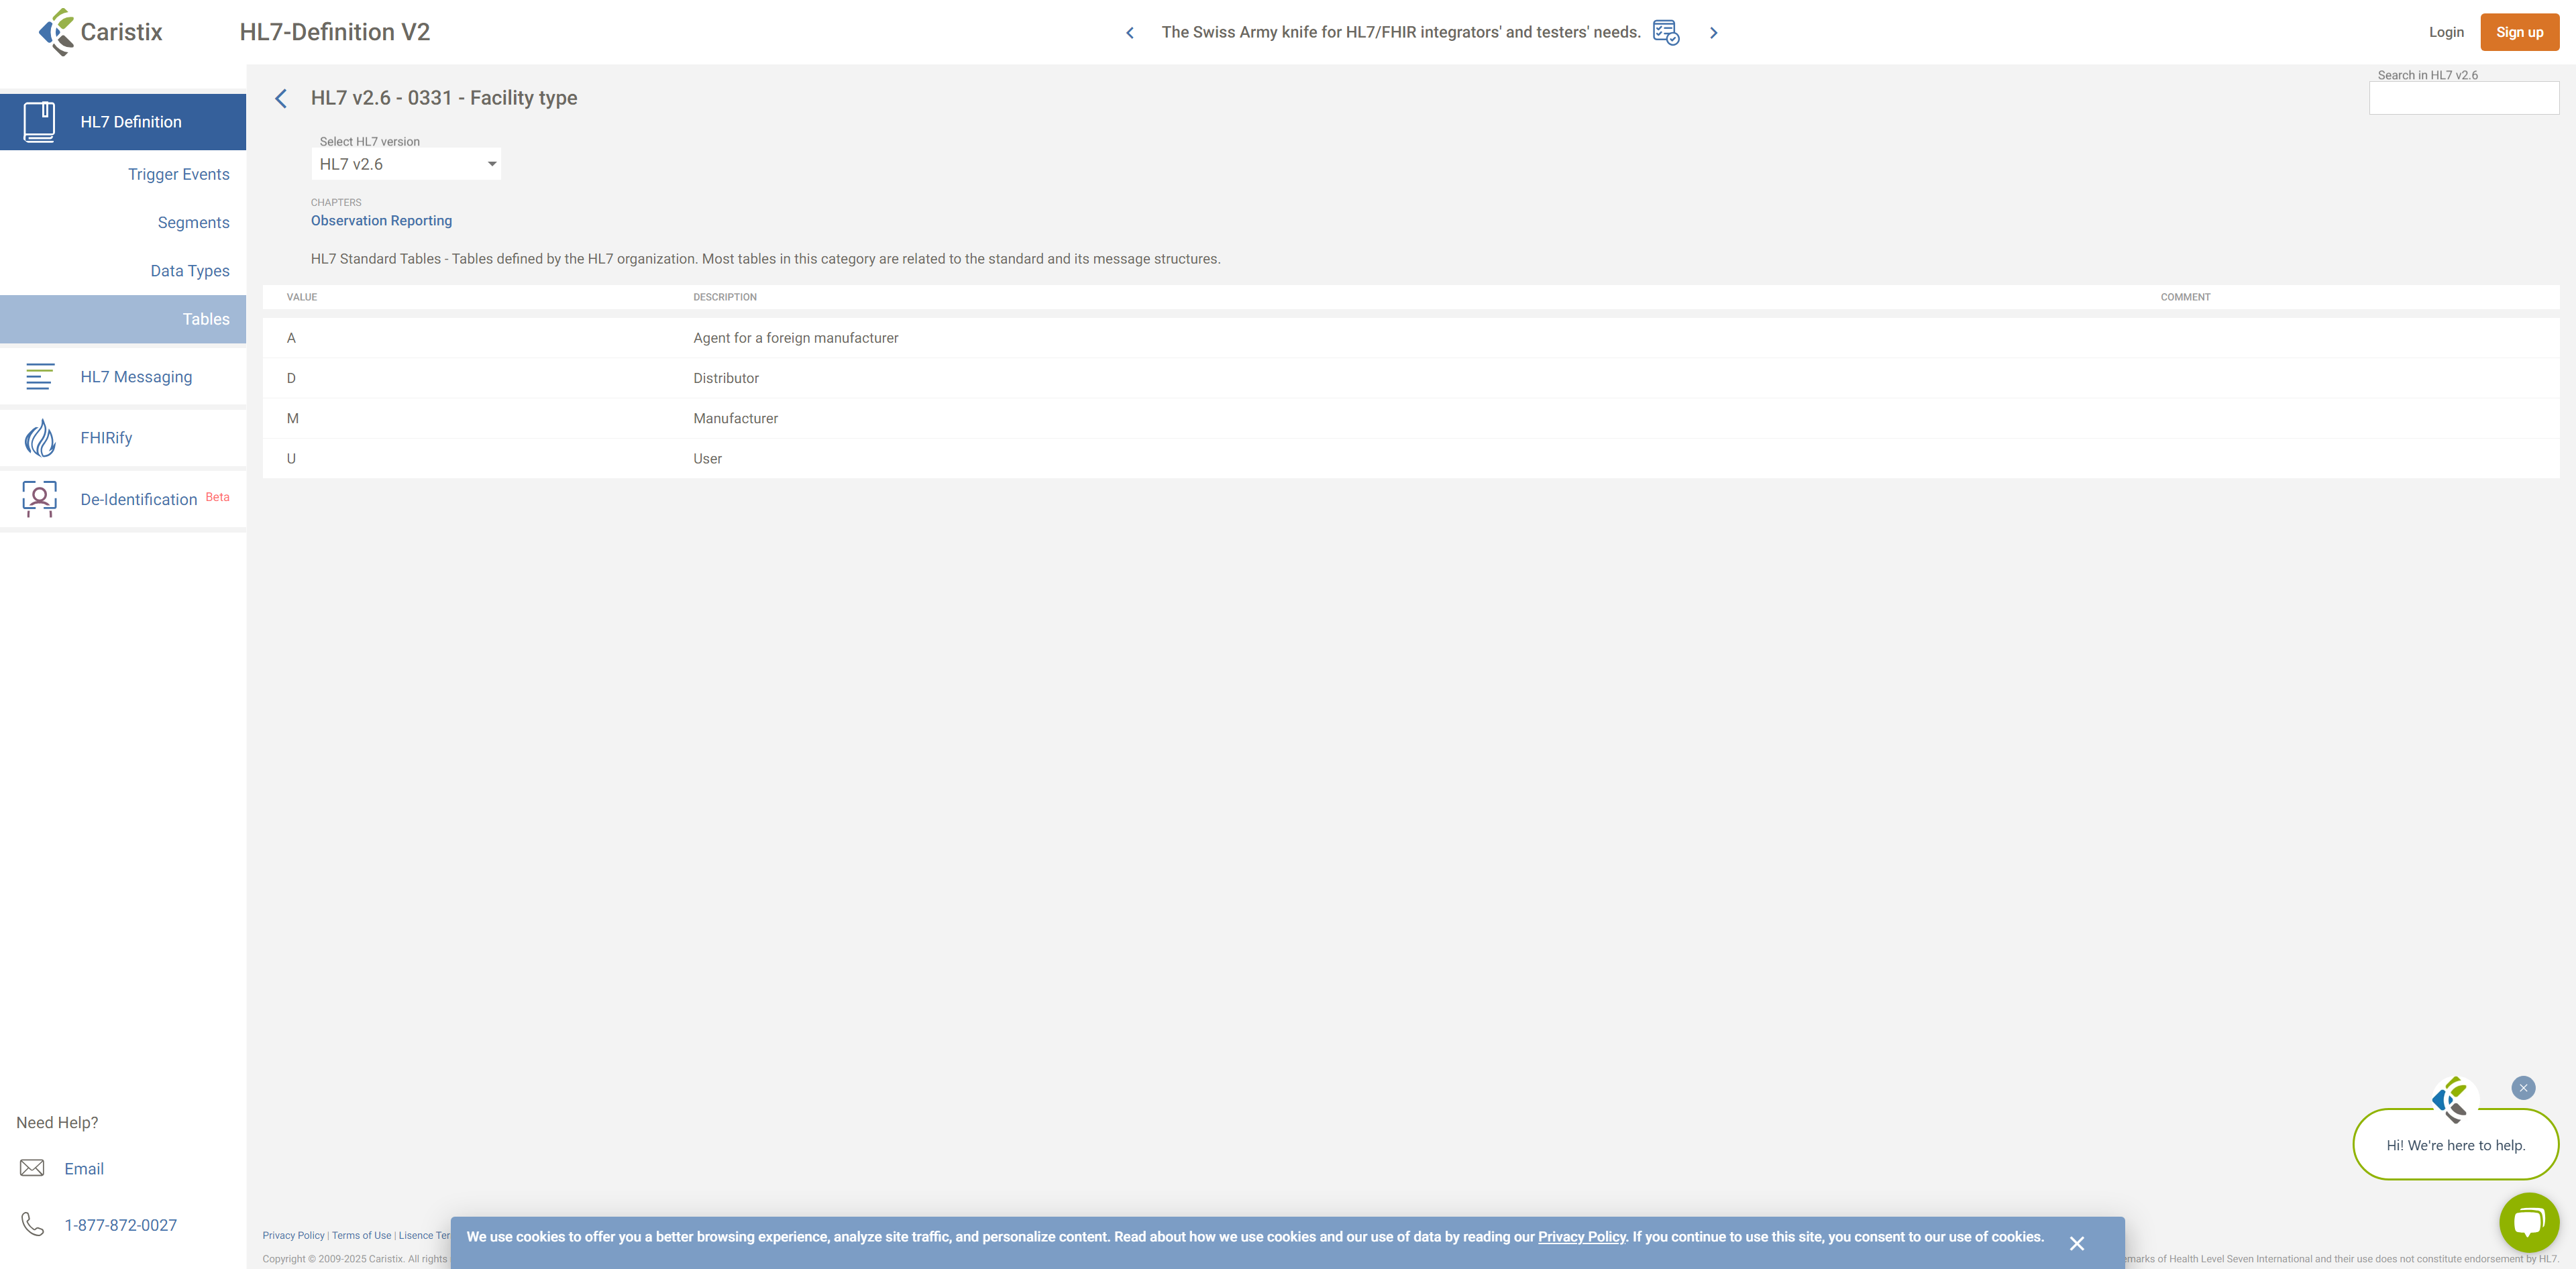 Caristix
HL7-Definition V2
The Swiss Army knife for HL7/FHIR integrators' and testers' needs.
Login
Sign up
HL7 Definition
Trigger Events
Segments
Data Types
Tables
HL7 Messaging
FHIRify
De-Identification Beta
HL7 v2.6 - 0331 - Facility type
Search in HL7 v2.6
Select HL7 version
HL7 v2.6
CHAPTERS
Observation Reporting
HL7 Standard Tables - Tables defined by the HL7 organization. Most tables in this category are related to the standard and its message structures.
VALUE DESCRIPTION COMMENT
A Agent for a foreign manufacturer
D Distributor
M Manufacturer
U User
Need Help?
Email
1-877-872-0027
Hi! We're here to help.
Privacy Policy | Terms of Use | Lisence Ter
We use cookies to offer you a better browsing experience, analyze site traffic, and personalize content. Read about how we use cookies and our use of data by reading our Privacy Policy. If you continue to use this site, you consent to our use of cookies.
Copyright © 2009-2025 Caristix. All rights
emarks of Health Level Seven International and their use does not constitute endorsement by HL7.